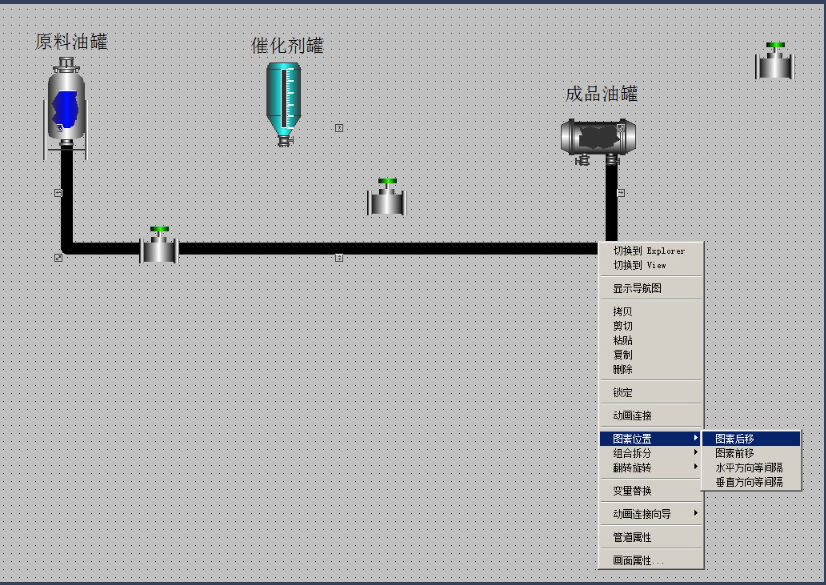 原料油罐
催化剂罐
成品油罐
切换到 Explorer
切换到 View
显示导航图
拷贝
剪切
粘贴
复制
删除
锁定
动画连接
图素位置
图素后移
组合拆分
图素前移
翻转旋转
水平方向等间隔
垂直方向等间隔
变量替换
动画连接向导
管道属性
画面属性...